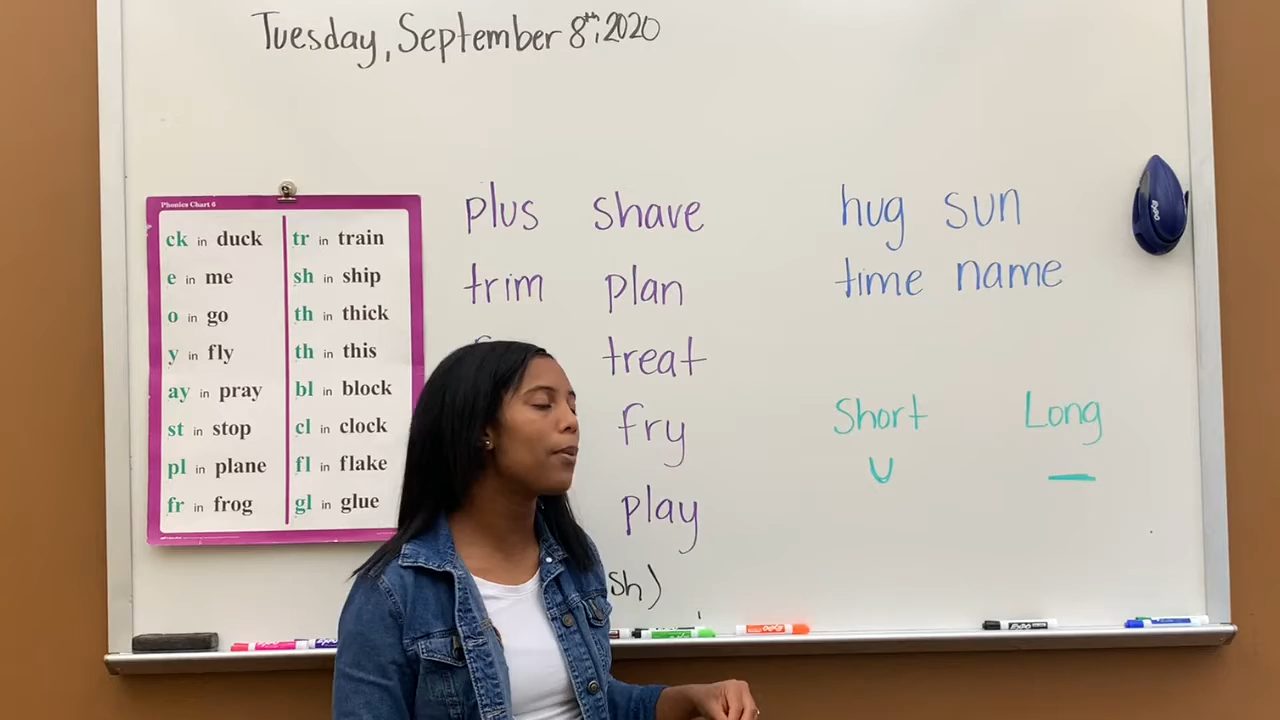 Tuesday, September 8th, 2020
Phonics Chart 6
ck in duck
e in me
o in go
y in fly
ay in pray
st in stop
pl in plane
fr in frog
tr in train
sh in ship
th in thick
th in this
bl in block
cl in clock
fl in flake
gl in glue
plus shave
trim plan
treat
fry
play
sh)
hug sun
time name
Short Long
EXPO